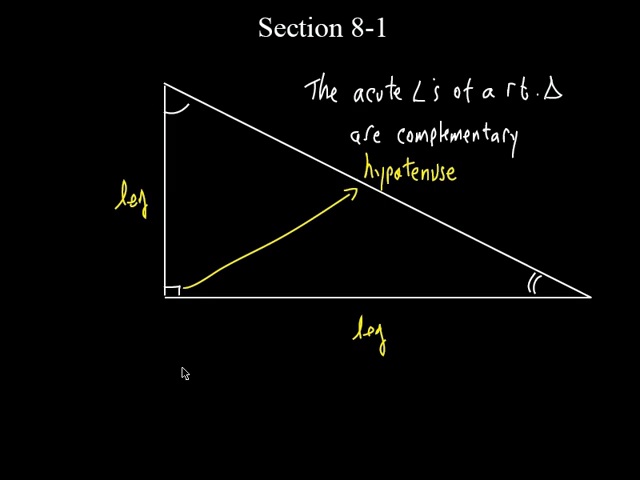 Section 8-1
The acute ∠'s of a rt. Δ
are complementary
hypotenuse
leg
leg